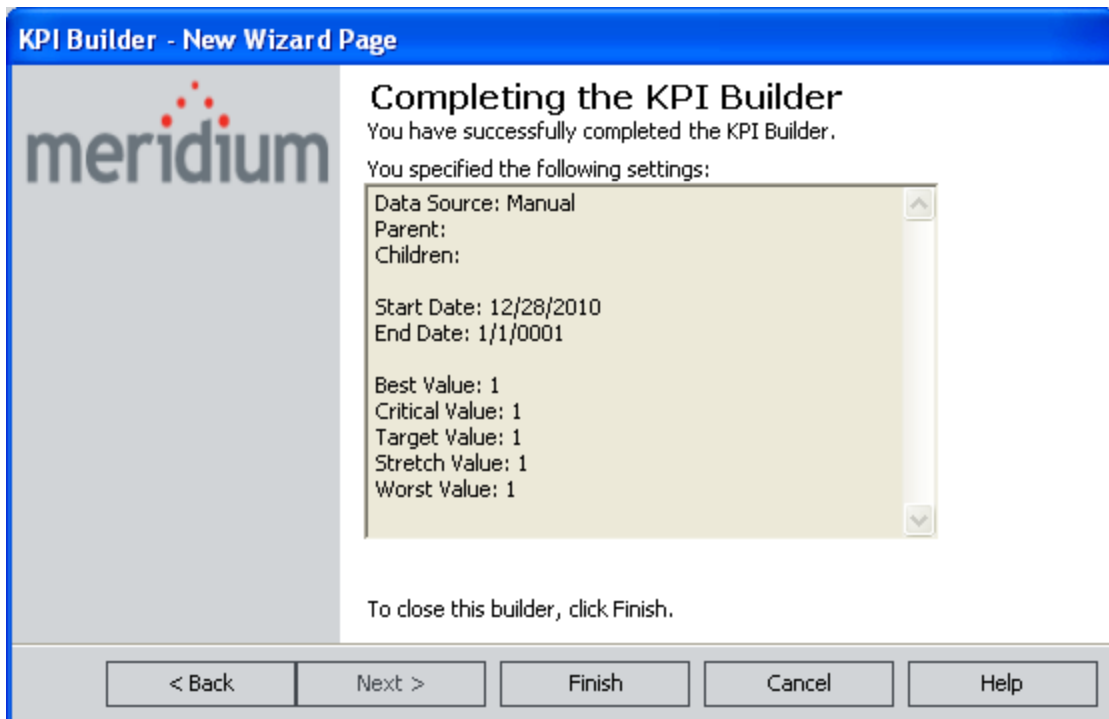 KPI Builder - New Wizard Page
meridium
Completing the KPI Builder
You have successfully completed the KPI Builder.
You specified the following settings:
Data Source: Manual
Parent:
Children:
Start Date: 12/28/2010
End Date: 1/1/0001
Best Value: 1
Critical Value: 1
Target Value: 1
Stretch Value: 1
Worst Value: 1
To close this builder, click Finish.
< Back Next > Finish Cancel Help